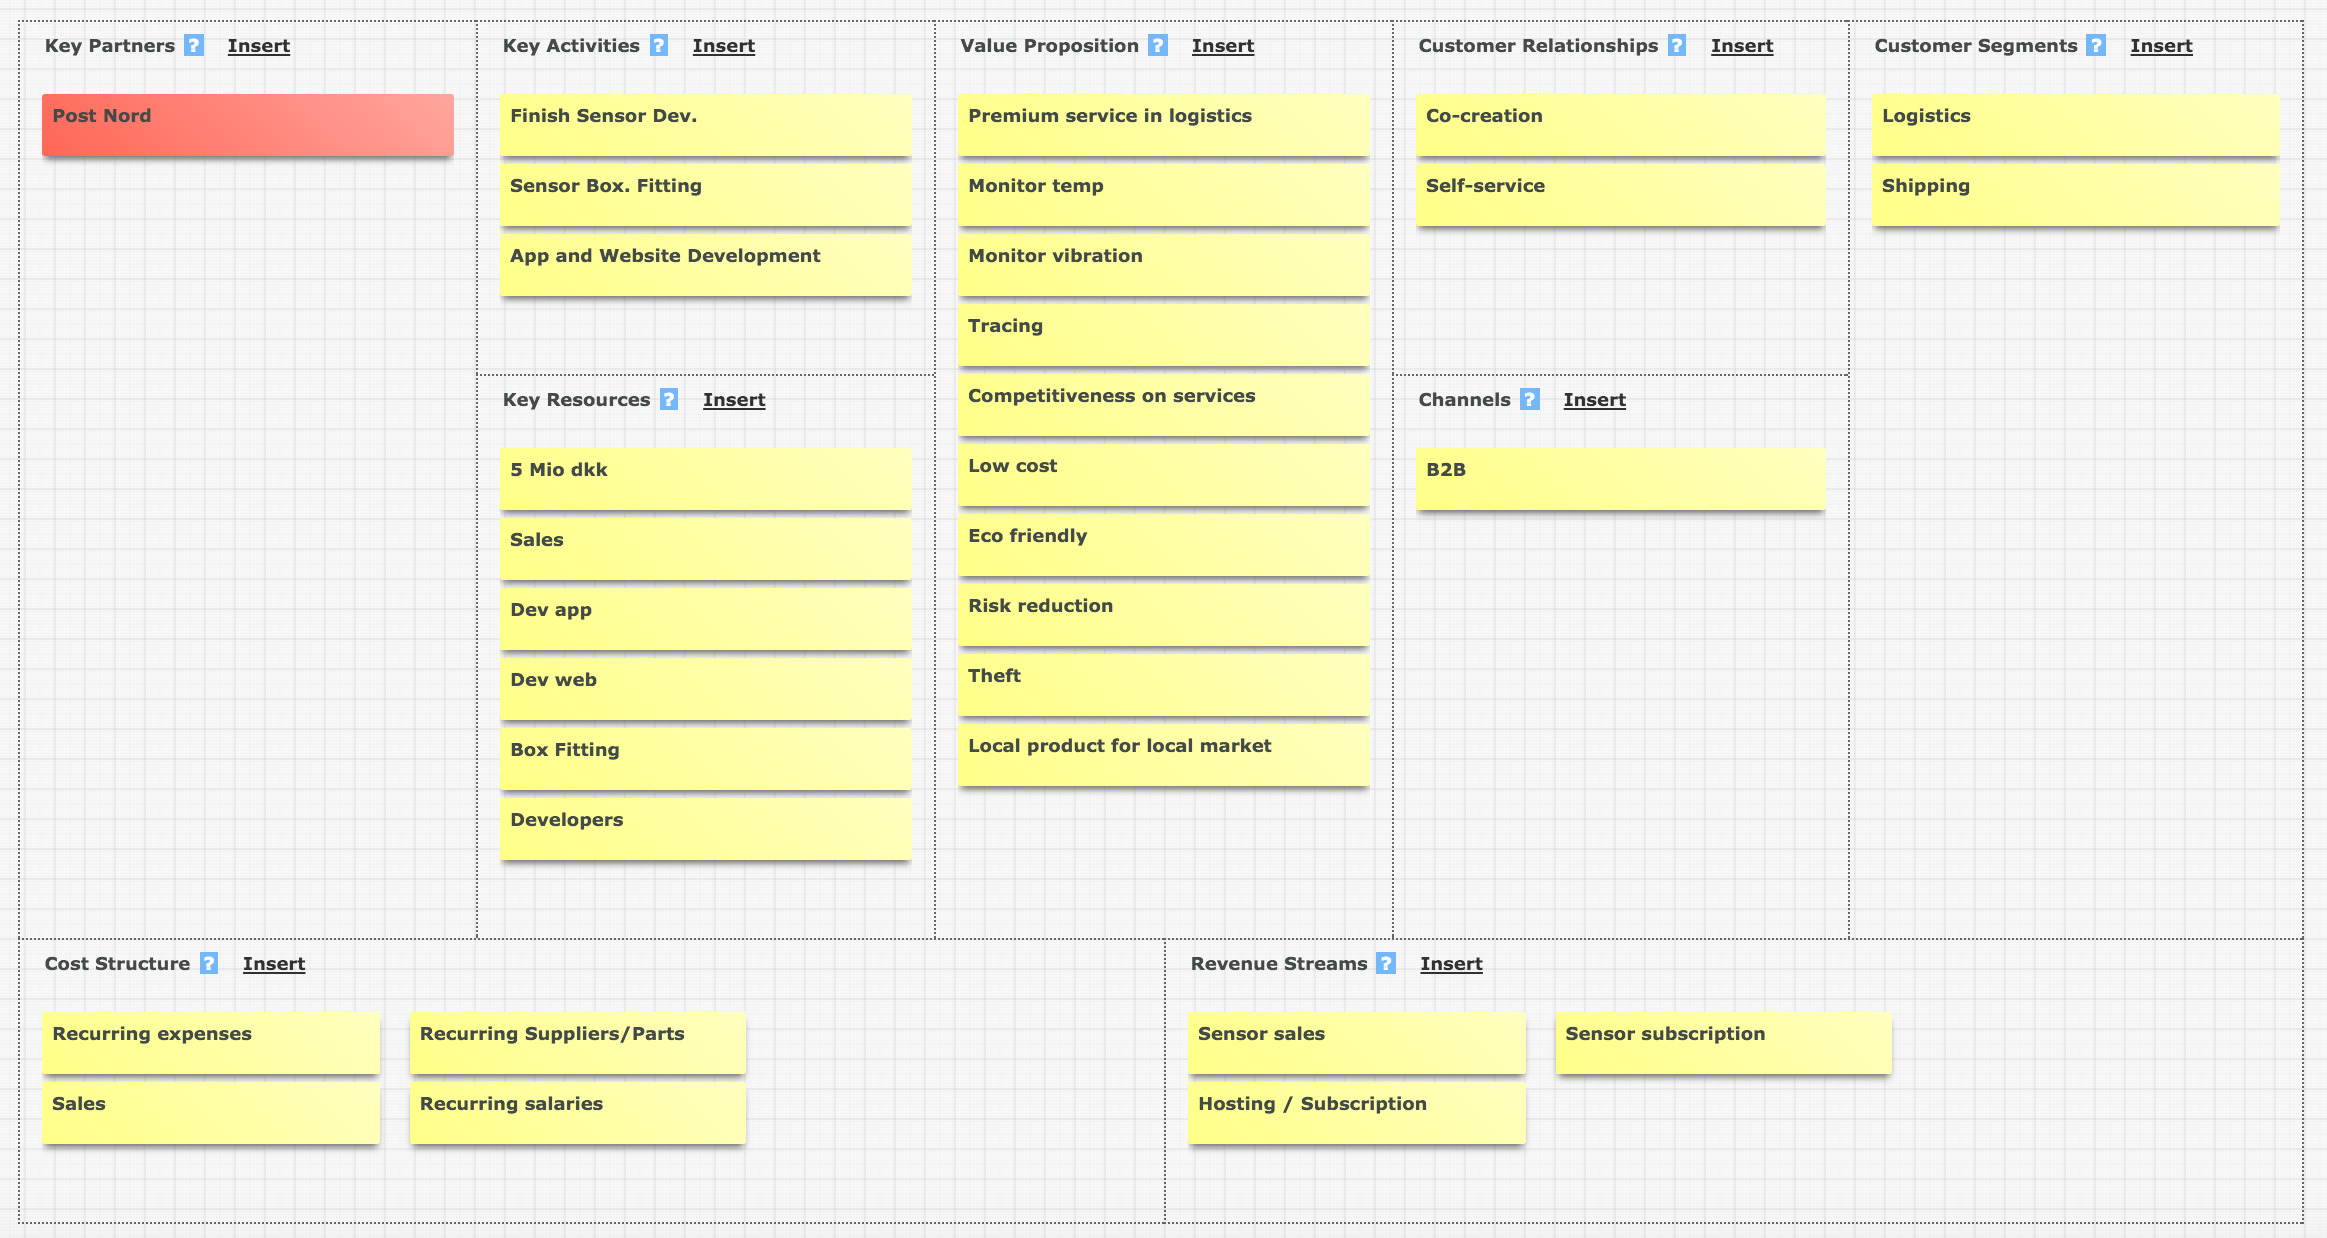 Key Partners ? Insert
Post Nord
Key Activities ? Insert
Finish Sensor Dev.
Sensor Box. Fitting
App and Website Development
Key Resources ? Insert
5 Mio dkk
Sales
Dev app
Dev web
Box Fitting
Developers
Value Proposition ? Insert
Premium service in logistics
Monitor temp
Monitor vibration
Tracing
Competitiveness on services
Low cost
Eco friendly
Risk reduction
Theft
Local product for local market
Customer Relationships ? Insert
Co-creation
Self-service
Channels ? Insert
B2B
Customer Segments ? Insert
Logistics
Shipping
Cost Structure ? Insert
Recurring expenses
Recurring Suppliers/Parts
Sales
Recurring salaries
Revenue Streams ? Insert
Sensor sales
Sensor subscription
Hosting / Subscription